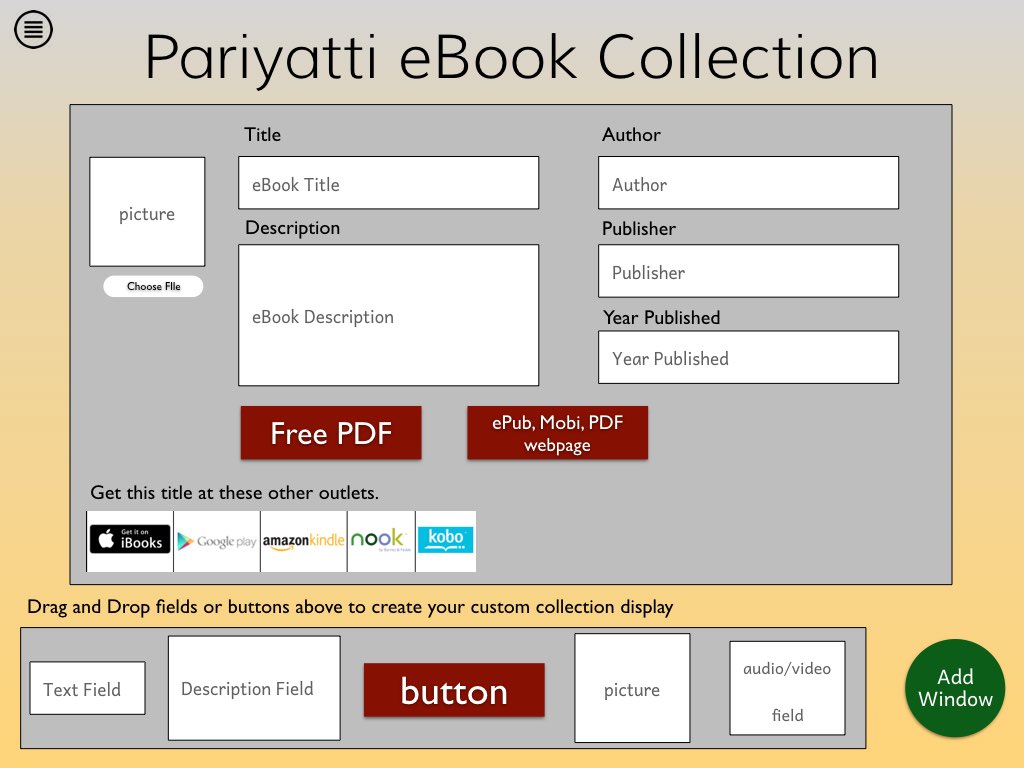 Pariyatti eBook Collection
Title
Author
picture
eBook Title
Author
Description
Publisher
Choose FIle
eBook Description
Publisher
Year Published
Year Published
Free PDF
ePub, Mobi, PDF
webpage
Get this title at these other outlets.
Get it on
iBooks
Google play
amazonkindle
nook
by Barnes & Noble
kobo
Drag and Drop fields or buttons above to create your custom collection display
Text Field
Description Field
button
picture
audio/video
field
Add
Window